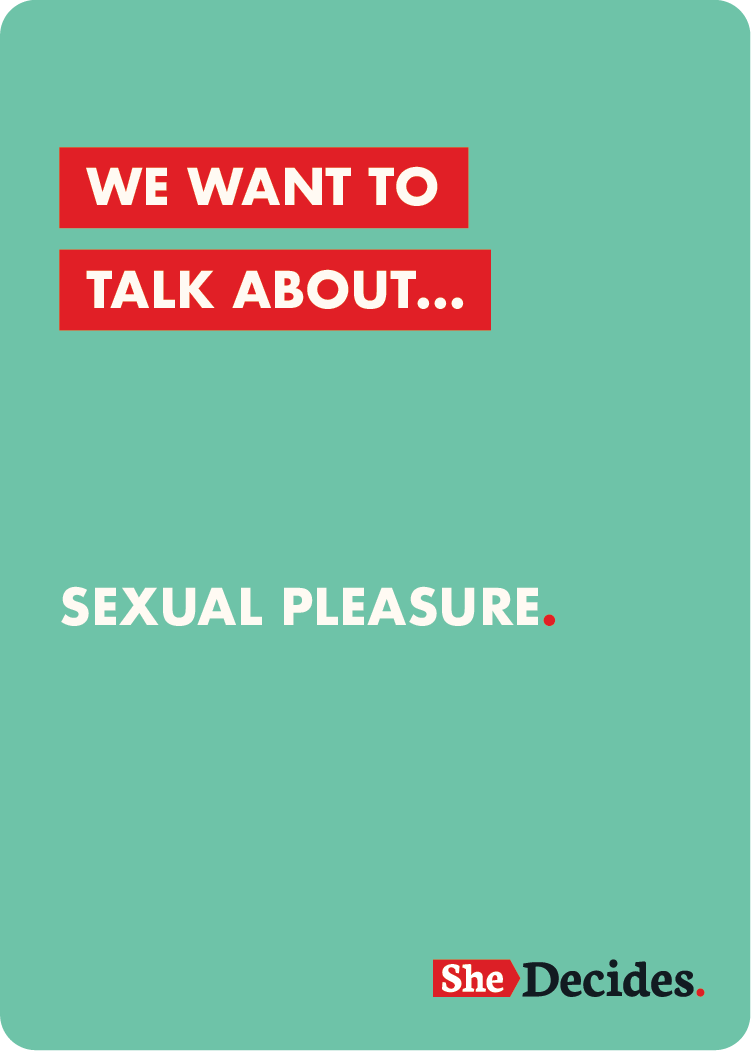 WE WANT TO
TALK ABOUT...
SEXUAL PLEASURE.
She Decides.